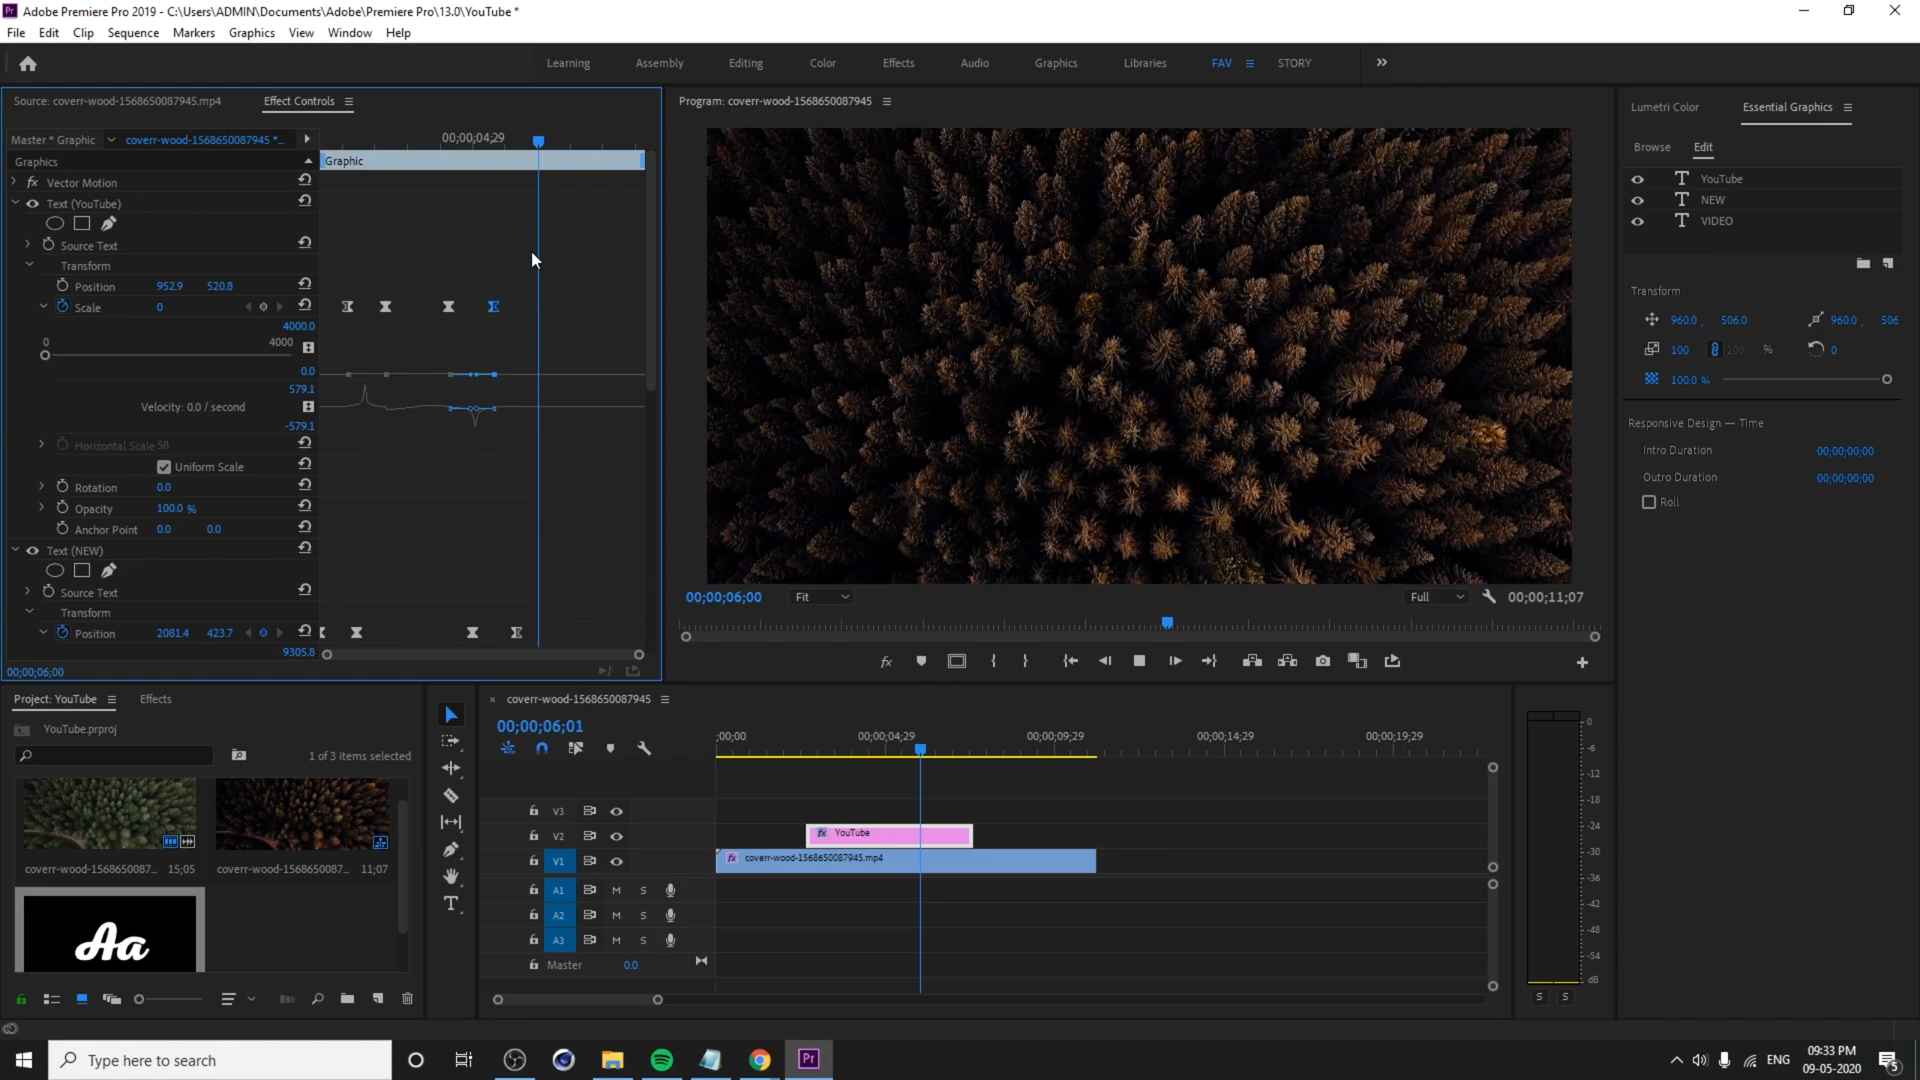 Adobe Premiere Pro 2019 - C:\Users\ADMIN\Documents\Adobe\Premiere Pro\13.0\YouTube *
File Edit Clip Sequence Markers Graphics View Window Help
Learning Assembly Editing Color Effects Audio Graphics Libraries FAV STORY
Source: coverr-wood-1568650087945.mp4 Effect Controls
Master * Graphic coverr-wood-1568650087945 *...
00;00;04;29
Graphics
Graphic
fx Vector Motion
Text (YouTube)
Source Text
Transform
Position 952.9 520.8
Scale 0
4000.0
0 4000
0.0
579.1
Velocity: 0.0 / second
-579.1
Horizontal Scale 58
Uniform Scale
Rotation 0.0
Opacity 100.0 %
Anchor Point 0.0 0.0
Text (NEW)
Source Text
Transform
Position 2081.4 423.7
9305.8
00;00;06;00
Program: coverr-wood-1568650087945
00;00;06;00 Fit Full 00;00;11;07
fx
Lumetri Color Essential Graphics
Browse Edit
T YouTube
T NEW
T VIDEO
Transform
960.0 , 506.0 960.0 , 506
100 100 % 0
100.0 %
Responsive Design — Time
Intro Duration 00;00;00;00
Outro Duration 00;00;00;00
Roll
Project: YouTube Effects
YouTube.prproj
1 of 3 items selected
coverr-wood-156865008​7... 15;05 coverr-wood-1568650087... 11;07
Aa
T
coverr-wood-1568650087945
00;00;06;01
;00;00 00;00;04;29 00;00;09;29 00;00;14;29 00;00;19;29
V3
V2 fx YouTube
V1 fx coverr-wood-1568650087945.mp4
A1 M S
A2 M S
A3 M S
Master 0.0
0
-6
-12
-18
-24
-30
-36
-42
-48
-54
dB
S S
Type here to search
Pr
ENG
09:33 PM
09-05-2020
5